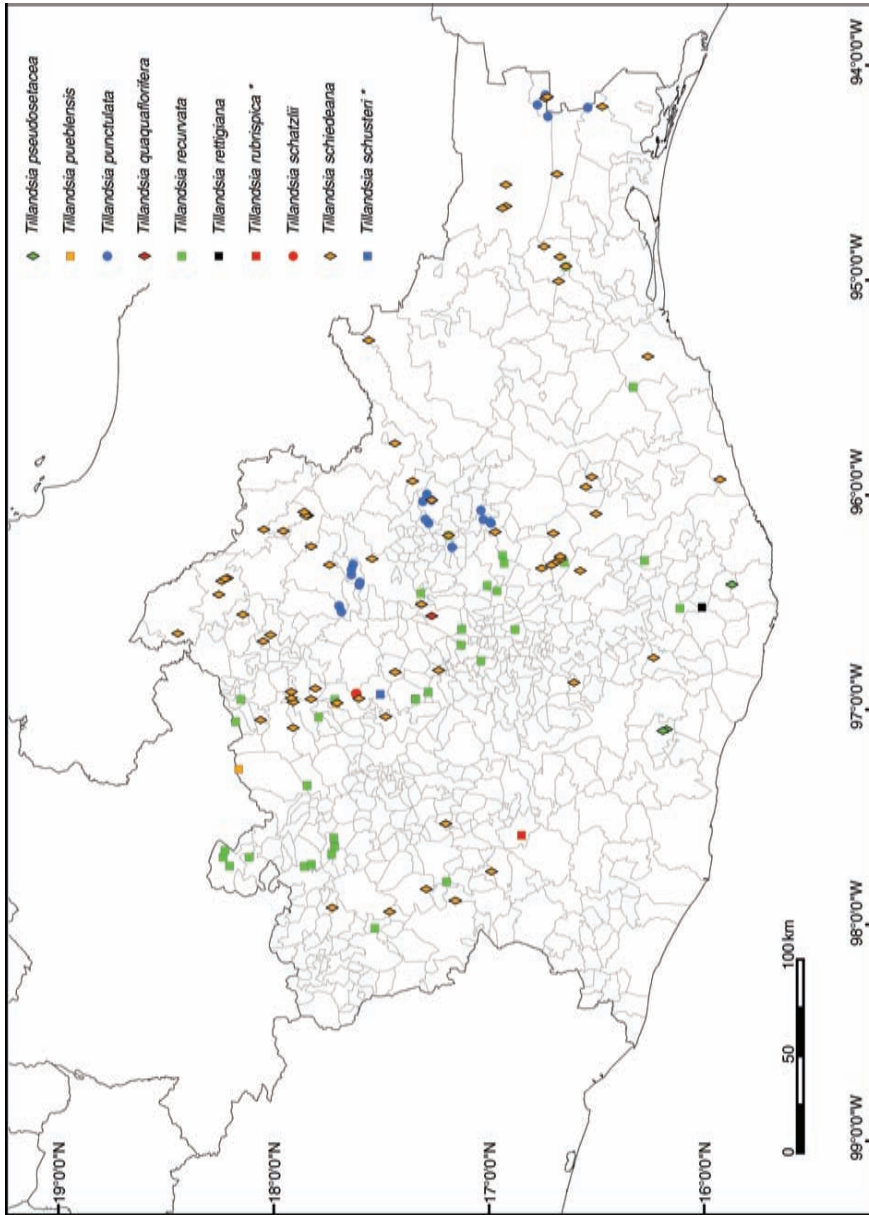 Tillandsia pseudosetacea
Tillandsia pueblensis
Tillandsia punctulata
Tillandsia quaquaflorifera
Tillandsia recurvata
Tillandsia rettigiana
Tillandsia rubrispica *
Tillandsia schatzlii
Tillandsia schiedeana
Tillandsia schusteri *
19°0'0"N
18°0'0"N
17°0'0"N
16°0'0"N
0 50 100 km
99°0'0"W 98°0'0"W 97°0'0"W 96°0'0"W 95°0'0"W 94°0'0"W